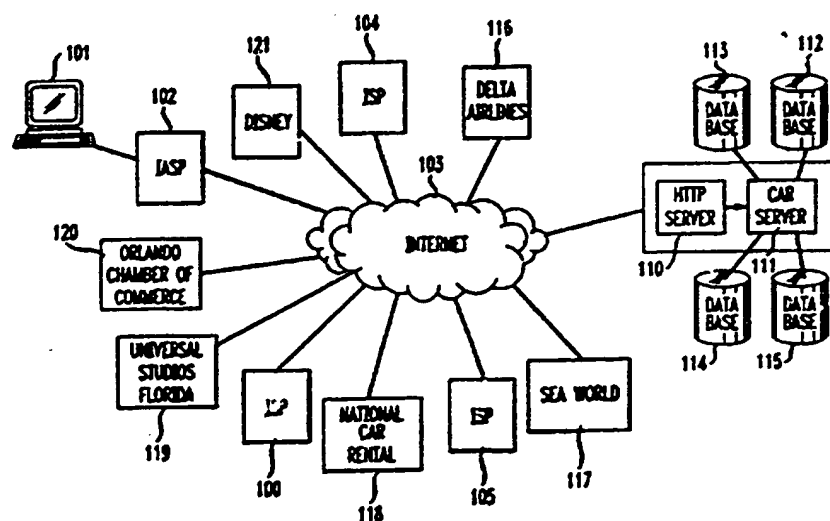 101
102
IASP
121
DISNEY
104
ISP
116
DELTA
AIRLINES
113
DATA
BASE
112
DATA
BASE
103
INTERNET
HTTP
SERVER
110
CAR
SERVER
111
120
ORLANDO
CHAMBER OF
COMMERCE
UNIVERSAL
STUDIOS
FLORIDA
119
100
NATIONAL
CAR
RENTAL
118
ISP
105
SEA WORLD
117
DATA
BASE
114
DATA
BASE
115